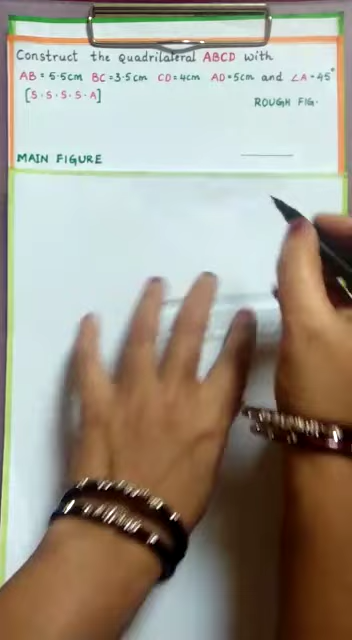 Construct the Quadrilateral ABCD with
AB = 5·5cm BC = 3·5cm CD = 4cm AD = 5cm and ∠A = 45°
[S·S·S·S·A]
ROUGH FIG·
MAIN FIGURE